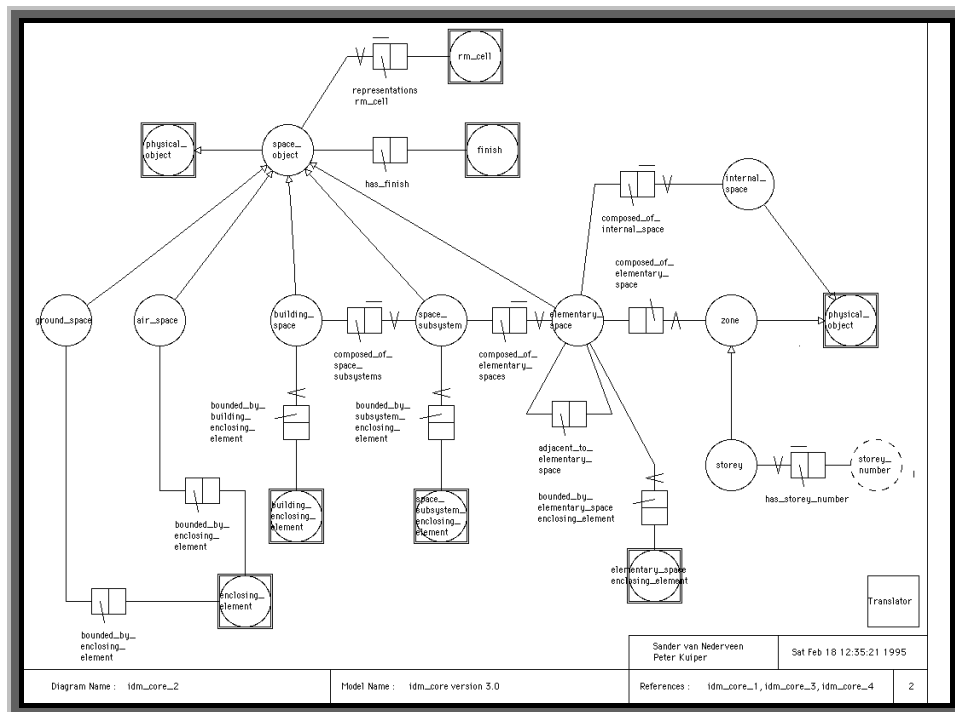 rm_cell
representations
rm_cell
physical_
object
space_
object
finish
has_finish
internal_
space
composed_of_
internal_space
composed_of_
elementary_
space
ground_space
air_space
building_
space
space_
subsystem
elementary_
space
zone
physical_
object
composed_of_
space_
subsystems
composed_of_
elementary_
spaces
bounded_by_
building_
enclosing_
element
bounded_by_
subsystem_
enclosing_
element
adjacent_to_
elementary_
space
storey
storey_
number
has_storey_number
bounded_by_
elementary_space
enclosing_element
building_
enclosing_
element
space_
subsystem_
enclosing_
element
bounded_by_
enclosing_
element
elementary_space
enclosing_element
enclosing_
element
Translator
bounded_by_
enclosing_
element
Sander van Nederveen
Peter Kuiper
Sat Feb 18 12:35:21 1995
Diagram Name : idm_core_2
Model Name : idm_core version 3.0
References : idm_core_1, idm_core_3, idm_core_4
2